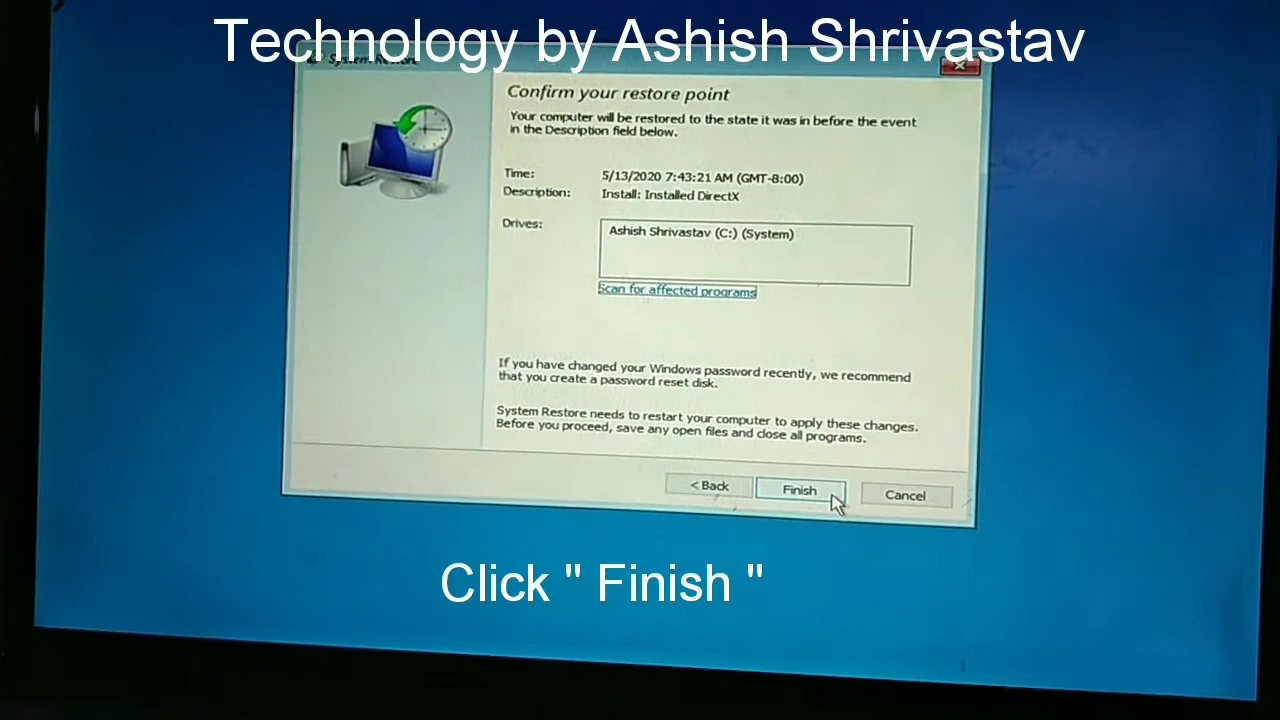 Technology by Ashish Shrivastav
System Restore
Confirm your restore point
Your computer will be restored to the state it was in before the event
in the Description field below.
Time: 5/13/2020 7:43:21 AM (GMT-8:00)
Description: Install: Installed DirectX
Drives: Ashish Shrivastav (C:) (System)
Scan for affected programs
If you have changed your Windows password recently, we recommend
that you create a password reset disk.
System Restore needs to restart your computer to apply these changes.
Before you proceed, save any open files and close all programs.
< Back Finish Cancel
Click " Finish "